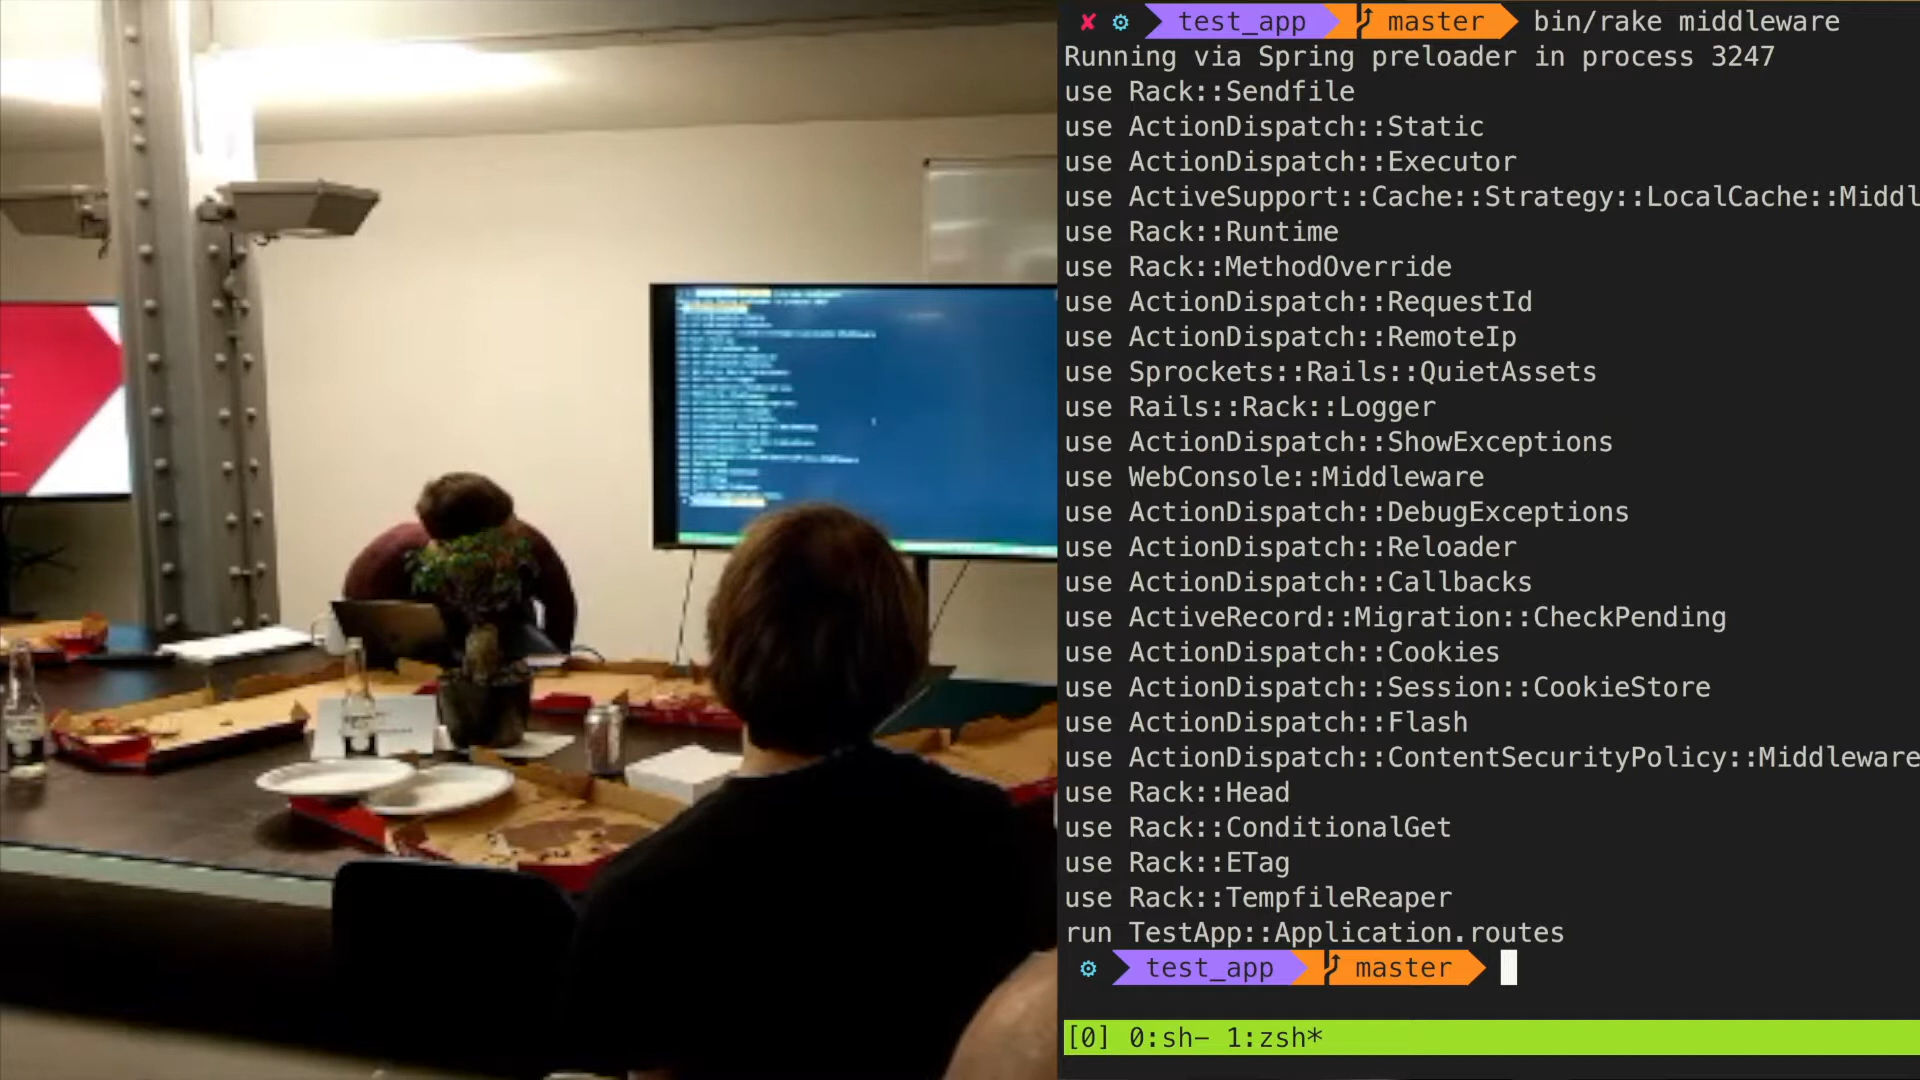 ✘ ⚙ test_app master bin/rake middleware
Running via Spring preloader in process 3247
use Rack::Sendfile
use ActionDispatch::Static
use ActionDispatch::Executor
use ActiveSupport::Cache::Strategy::LocalCache::Middl
use Rack::Runtime
use Rack::MethodOverride
use ActionDispatch::RequestId
use ActionDispatch::RemoteIp
use Sprockets::Rails::QuietAssets
use Rails::Rack::Logger
use ActionDispatch::ShowExceptions
use WebConsole::Middleware
use ActionDispatch::DebugExceptions
use ActionDispatch::Reloader
use ActionDispatch::Callbacks
use ActiveRecord::Migration::CheckPending
use ActionDispatch::Cookies
use ActionDispatch::Session::CookieStore
use ActionDispatch::Flash
use ActionDispatch::ContentSecurityPolicy::Middleware
use Rack::Head
use Rack::ConditionalGet
use Rack::ETag
use Rack::TempfileReaper
run TestApp::Application.routes
⚙ test_app master
[0] 0:sh- 1:zsh*